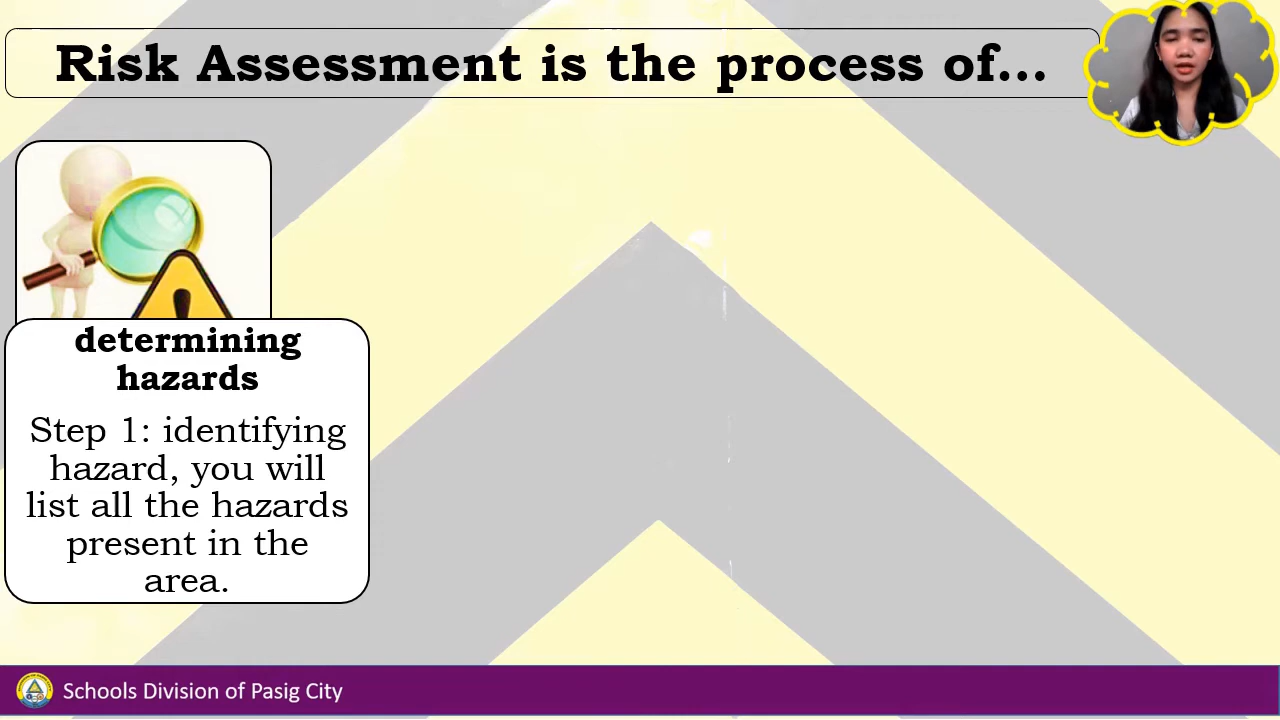 Risk Assessment is the process of...
determining
hazards
Step 1: identifying
hazard, you will
list all the hazards
present in the
area.
Schools Division of Pasig City